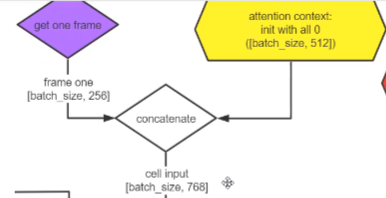 get one frame
attention context:
init with all 0
([batch_size, 512])
frame one
[batch_size, 256]
concatenate
cell input
[batch_size, 768]